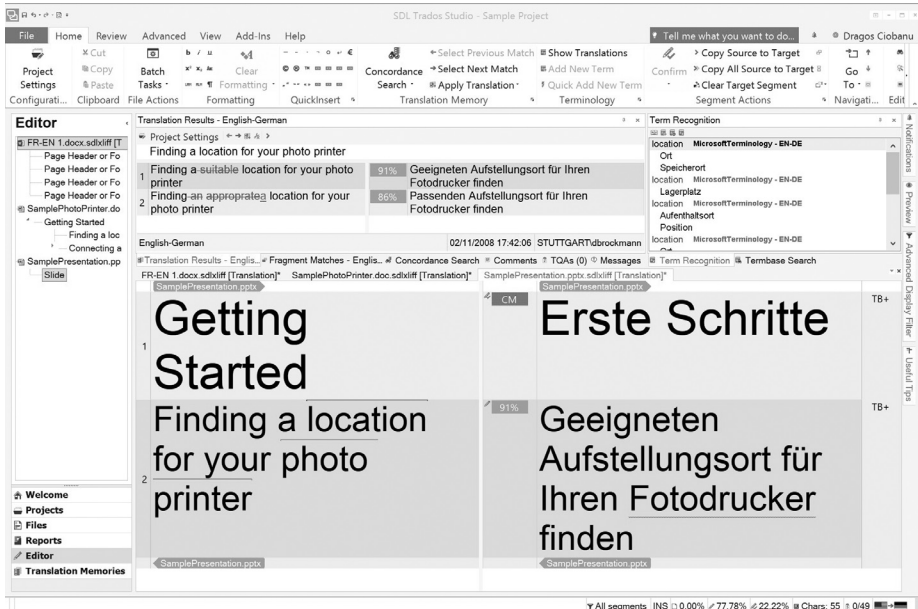 SDL Trados Studio - Sample Project
File Home Review Advanced View Add-Ins Help
Tell me what you want to do...
Dragos Ciobanu
Project Settings
Configurati...
Cut
Copy
Paste
Clipboard
Batch Tasks
File Actions
Clear Formatting
Formatting
QuickInsert
Concordance Search
Select Previous Match
Select Next Match
Apply Translation
Translation Memory
Show Translations
Add New Term
Quick Add New Term
Terminology
Confirm
Copy Source to Target
Copy All Source to Target
Clear Target Segment
Segment Actions
Go To
Navigati...
Edit
Editor
FR-EN 1.docx.sdlxliff [T
Page Header or Fo
Page Header or Fo
Page Header or Fo
Page Header or Fo
SamplePhotoPrinter.do
Getting Started
Finding a loc
Connecting a
SamplePresentation.pp
Slide
Welcome
Projects
Files
Reports
Editor
Translation Memories
Translation Results - English-German
Project Settings
Finding a location for your photo printer
1 Finding a suitable location for your photo printer
91% Geeigneten Aufstellungsort für Ihren Fotodrucker finden
2 Finding an appropratea location for your photo printer
86% Passenden Aufstellungsort für Ihren Fotodrucker finden
English-German
02/11/2008 17:42:06 STUTTGART\dbrockmann
Term Recognition
location MicrosoftTerminology - EN-DE
Ort
Speicherort
location MicrosoftTerminology - EN-DE
Lagerplatz
location MicrosoftTerminology - EN-DE
Aufenthaltsort
Position
location MicrosoftTerminology - EN-DE
Ort
Translation Results - Englis...
Fragment Matches - Englis...
Concordance Search
Comments
TQAs (0)
Messages
Term Recognition
Termbase Search
FR-EN 1.docx.sdlxliff [Translation]*
SamplePhotoPrinter.doc.sdlxliff [Translation]*
SamplePresentation.pptx.sdlxliff [Translation]*
SamplePresentation.pptx
SamplePresentation.pptx
1
Getting
Started
CM
Erste Schritte
TB+
2
Finding a location
for your photo
printer
91%
Geeigneten
Aufstellungsort für
Ihren Fotodrucker
finden
TB+
SamplePresentation.pptx
SamplePresentation.pptx
Notifications
Preview
Advanced Display Filter
Useful Tips
All segments INS 0.00% 77.78% 22.22% Chars: 55 0/49